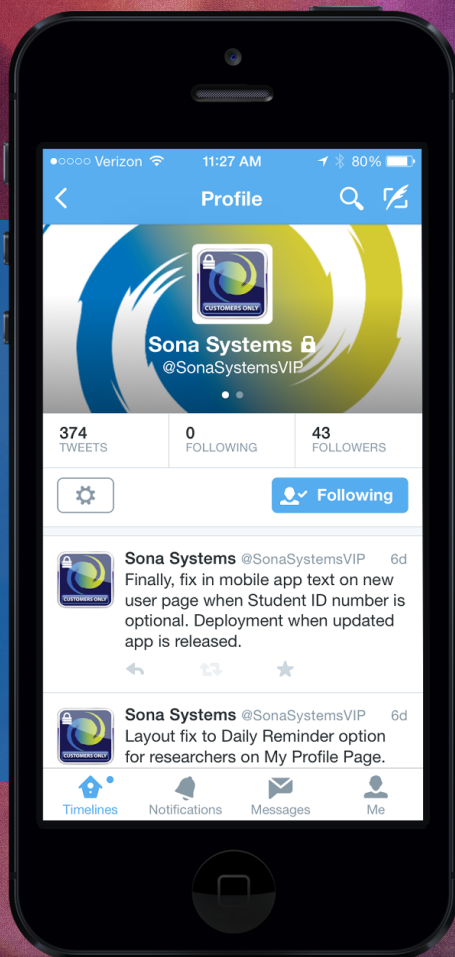 Verizon 11:27 AM 80%
Profile
CUSTOMERS ONLY
Sona Systems
@SonaSystemsVIP
374 0 43
TWEETS FOLLOWING FOLLOWERS
Following
Sona Systems @SonaSystemsVIP 6d
CUSTOMERS ONLY
Finally, fix in mobile app text on new
user page when Student ID number is
optional. Deployment when updated
app is released.
Sona Systems @SonaSystemsVIP 6d
CUSTOMERS ONLY
Layout fix to Daily Reminder option
for researchers on My Profile Page.
Timelines Notifications Messages Me